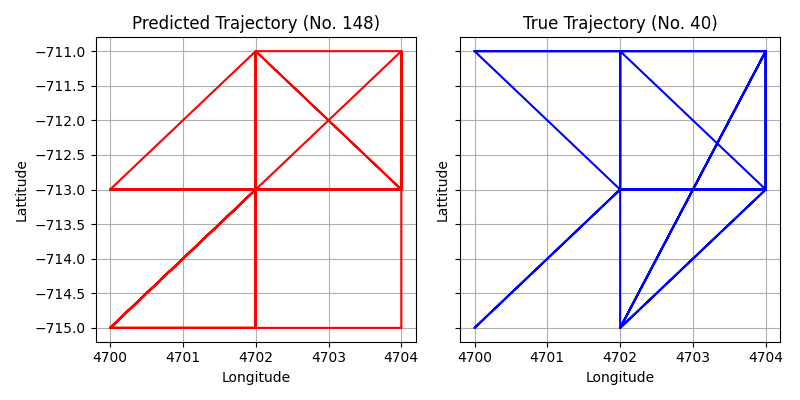 Predicted Trajectory (No. 148)
True Trajectory (No. 40)
Lattitude
−711.0
−711.5
−712.0
−712.5
−713.0
−713.5
−714.0
−714.5
−715.0
4700 4701 4702 4703 4704
Longitude
Lattitude
4700 4701 4702 4703 4704
Longitude